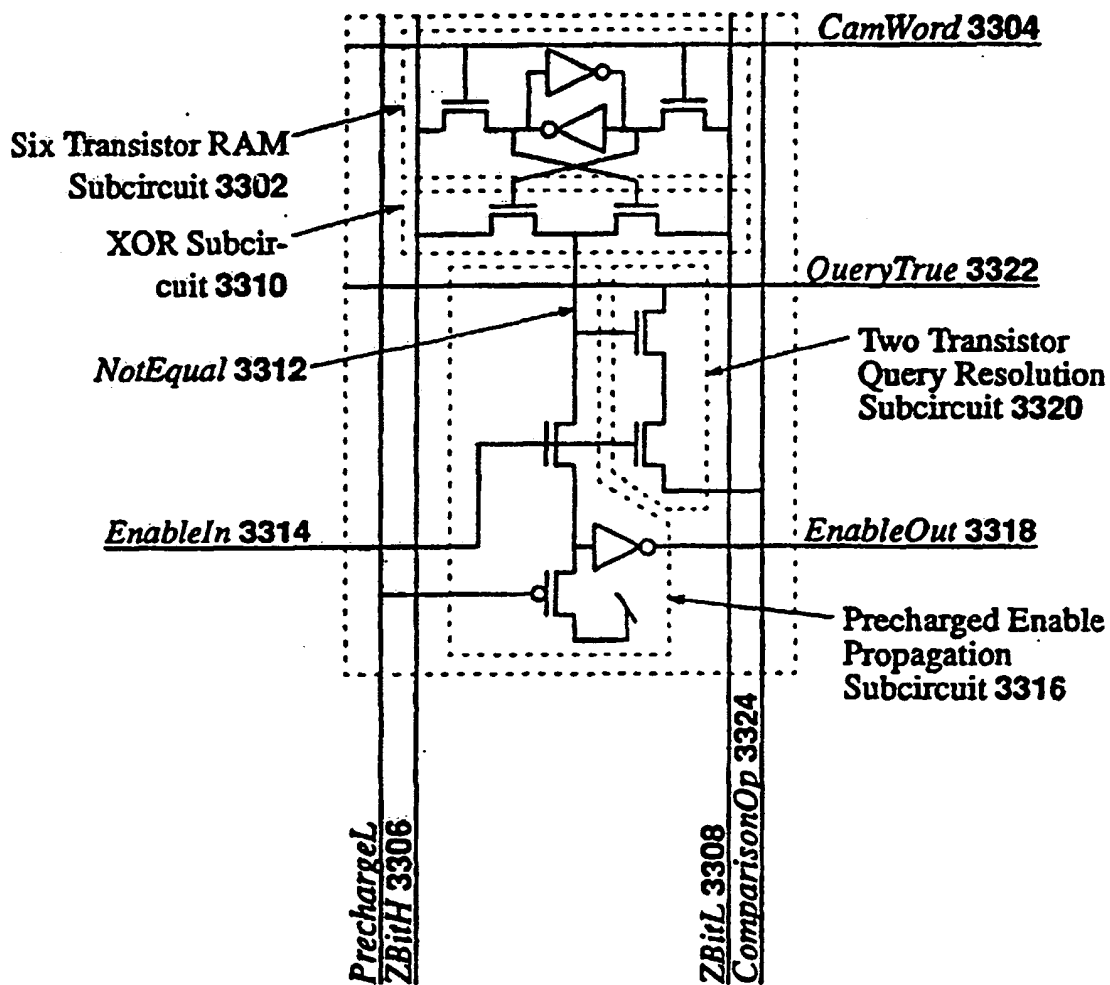 CamWord 3304
Six Transistor RAM
Subcircuit 3302
XOR Subcir-
cuit 3310
QueryTrue 3322
NotEqual 3312
Two Transistor
Query Resolution
Subcircuit 3320
EnableIn 3314
EnableOut 3318
Precharged Enable
Propagation
Subcircuit 3316
PrechargeL
ZBitH 3306
ZBitL 3308
ComparisonOp 3324